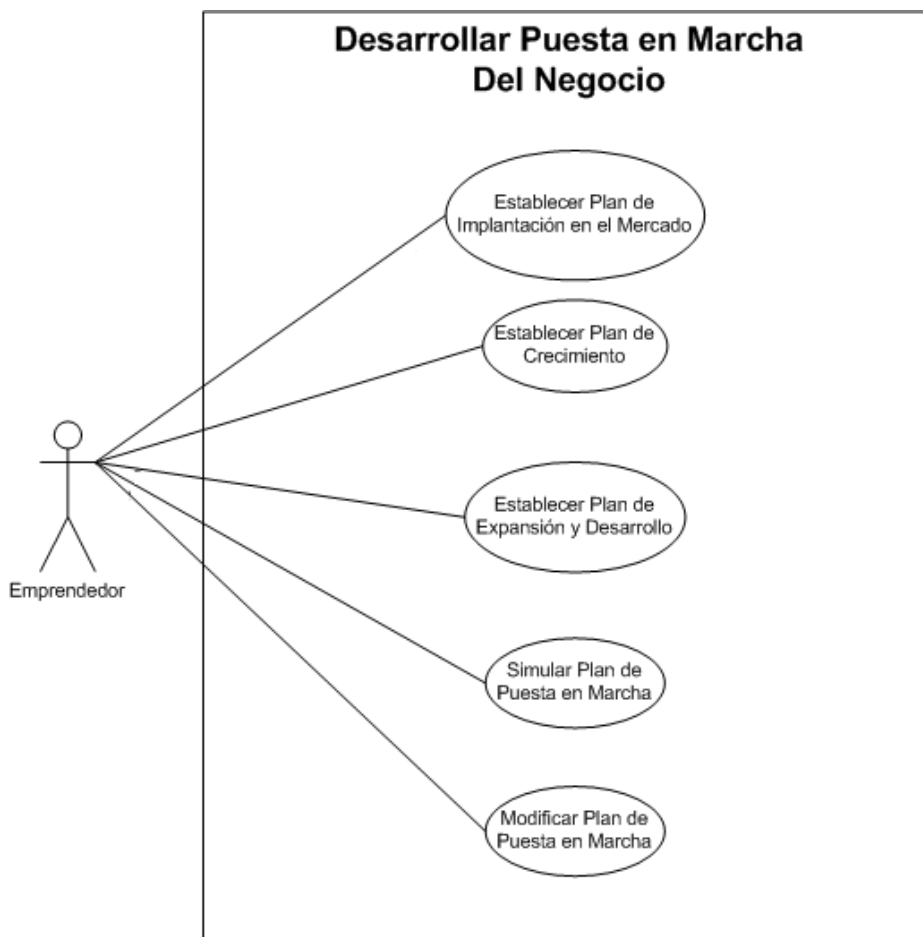 Desarrollar Puesta en Marcha
Del Negocio
Establecer Plan de
Implantación en el Mercado
Establecer Plan de
Crecimiento
Establecer Plan de
Expansión y Desarrollo
Emprendedor
Simular Plan de
Puesta en Marcha
Modificar Plan de
Puesta en Marcha